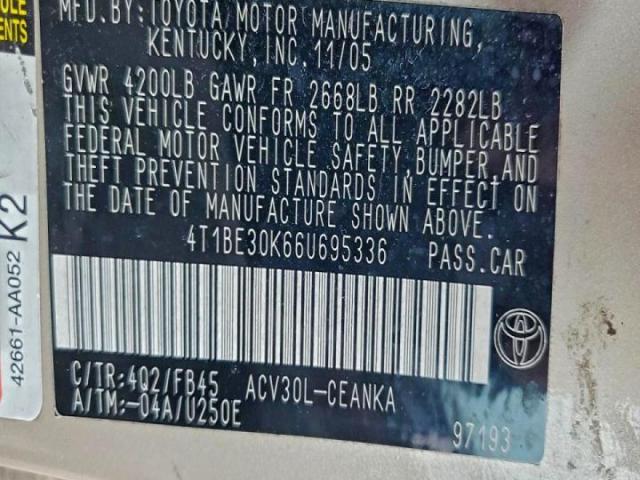 MFD.BY:TOYOTA MOTOR MANUFACTURING,
KENTUCKY,INC.11/05
GVWR 4200LB GAWR FR 2668LB RR 2282LB
THIS VEHICLE CONFORMS TO ALL APPLICABLE
FEDERAL MOTOR VEHICLE SAFETY,BUMPER,AND
THEFT PREVENTION STANDARDS IN EFFECT ON
THE DATE OF MANUFACTURE SHOWN ABOVE.
4T1BE30K66U695336 PASS.CAR
C/TR:4Q2/FB45 ACV30L-CEANKA
A/TM:-04A/U250E
97193
42661-AA052 K2